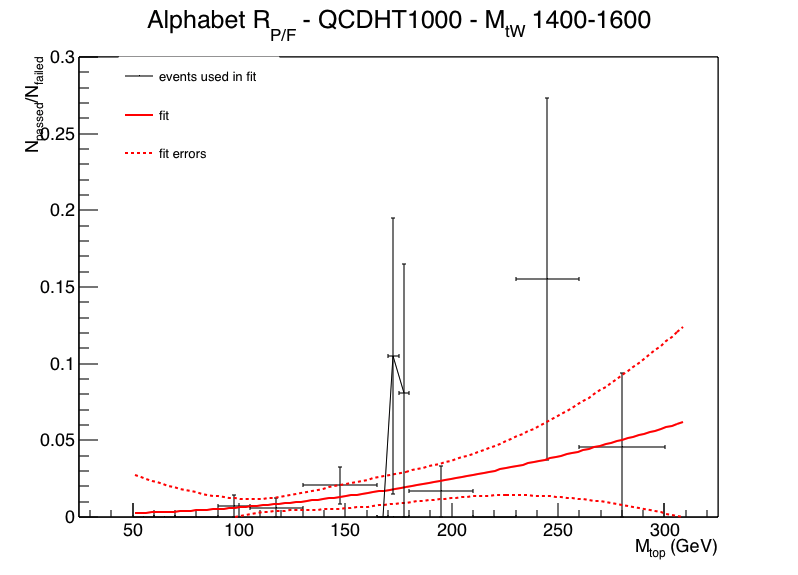 Alphabet R_P/F - QCDHT1000 - M_tW 1400-1600
N_passed/N_failed
events used in fit
fit
fit errors
0.3
0.25
0.2
0.15
0.1
0.05
0
50 100 150 200 250 300
M_top (GeV)